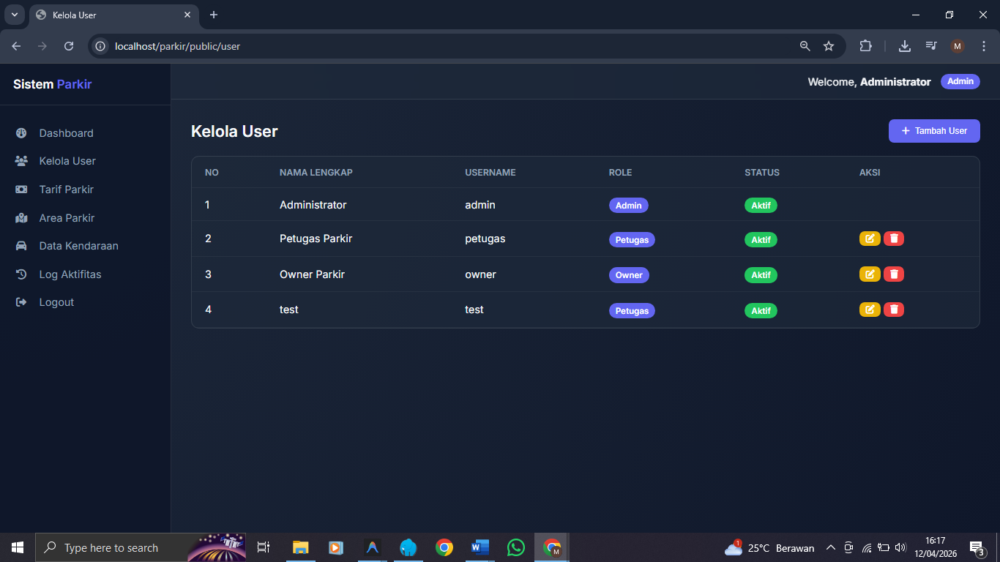 Kelola User
localhost/parkir/public/user
M
Sistem Parkir
Welcome, Administrator Admin
Dashboard
Kelola User
Tarif Parkir
Area Parkir
Data Kendaraan
Log Aktifitas
Logout
Kelola User
+ Tambah User
NO NAMA LENGKAP USERNAME ROLE STATUS AKSI
1 Administrator admin Admin Aktif
2 Petugas Parkir petugas Petugas Aktif
3 Owner Parkir owner Owner Aktif
4 test test Petugas Aktif
Type here to search
W
M
1
25°C Berawan
16:17
12/04/2026
3